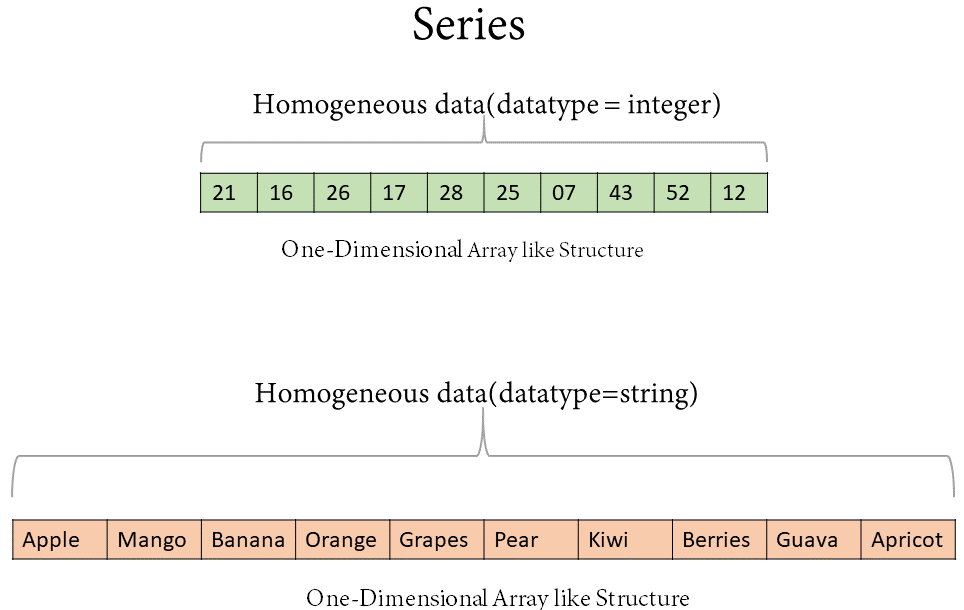 Series
Homogeneous data(datatype = integer)
21 16 26 17 28 25 07 43 52 12
One-Dimensional Array like Structure
Homogeneous data(datatype=string)
Apple Mango Banana Orange Grapes Pear Kiwi Berries Guava Apricot
One-Dimensional Array like Structure